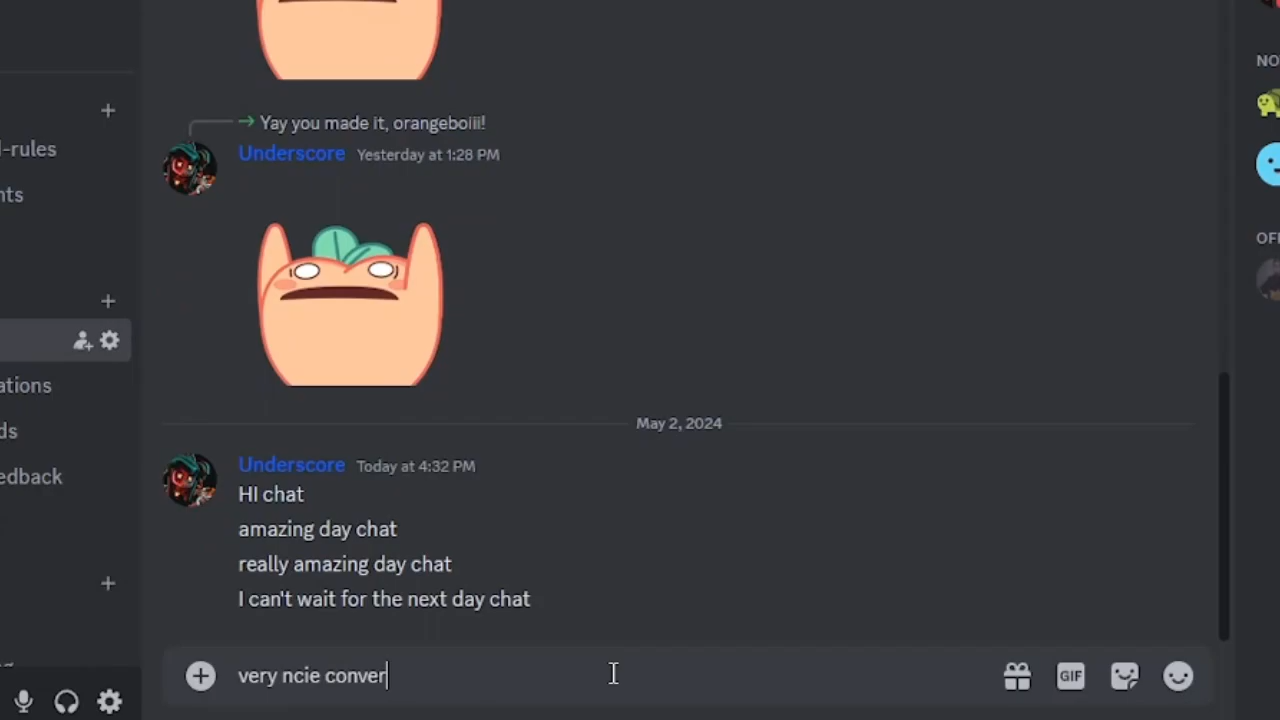 -rules
nts
ations
ds
edback
Yay you made it, orangeboiii!
Underscore Yesterday at 1:28 PM
May 2, 2024
Underscore Today at 4:32 PM
HI chat
amazing day chat
really amazing day chat
I can't wait for the next day chat
very ncie conver
GIF
NO
OF